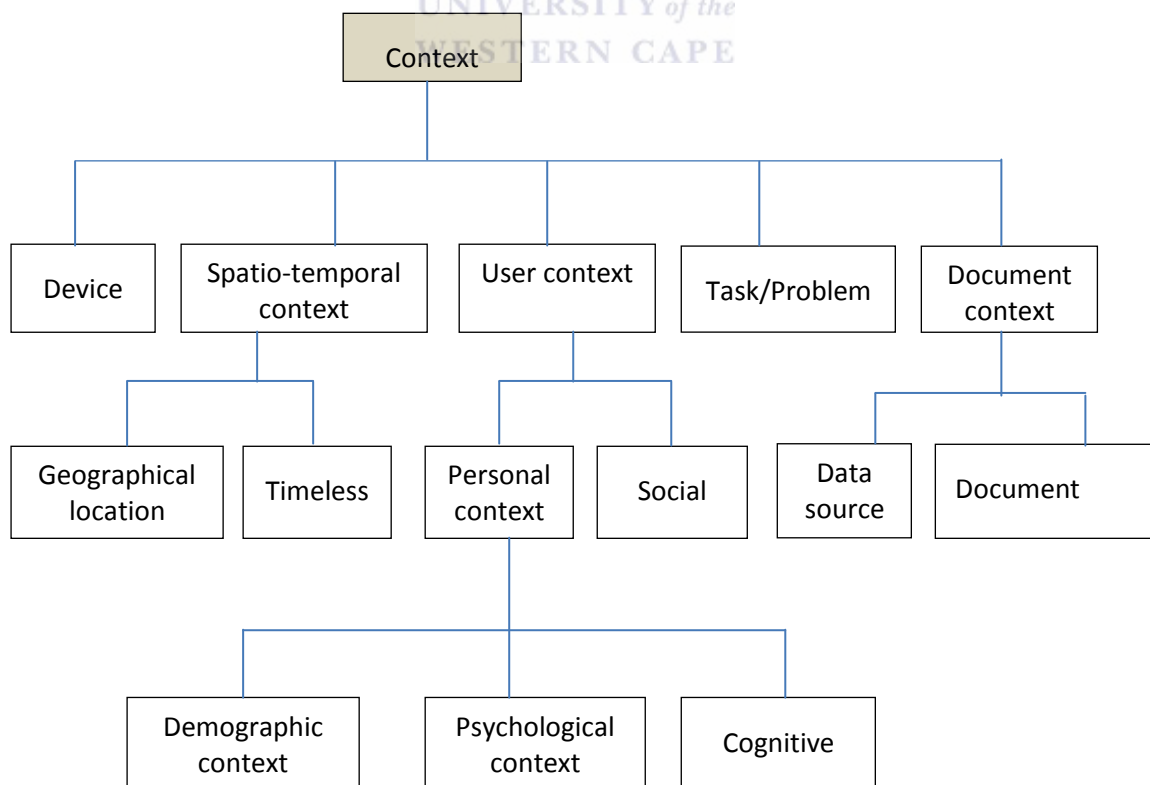 UNIVERSITY of the
WESTERN CAPE
Context
Device
Spatio-temporal
context
User context
Task/Problem
Document
context
Geographical
location
Timeless
Personal
context
Social
Data
source
Document
Demographic
context
Psychological
context
Cognitive